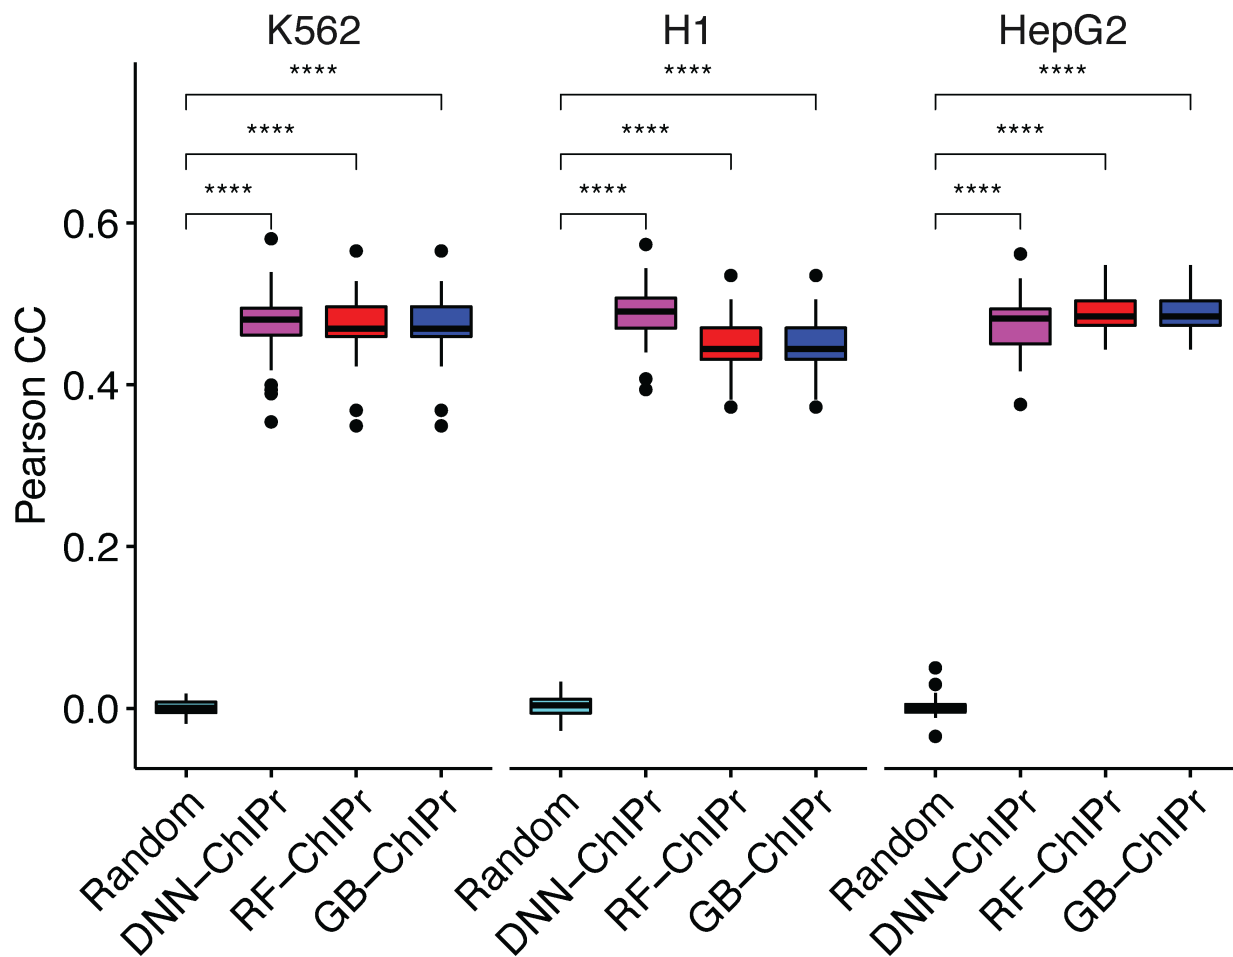 K562 H1 HepG2
**** **** ****
**** **** ****
**** **** ****
Pearson CC
0.6
0.4
0.2
0.0
Random DNN–ChIPr RF–ChIPr GB–ChIPr Random DNN–ChIPr RF–ChIPr GB–ChIPr Random DNN–ChIPr RF–ChIPr GB–ChIPr